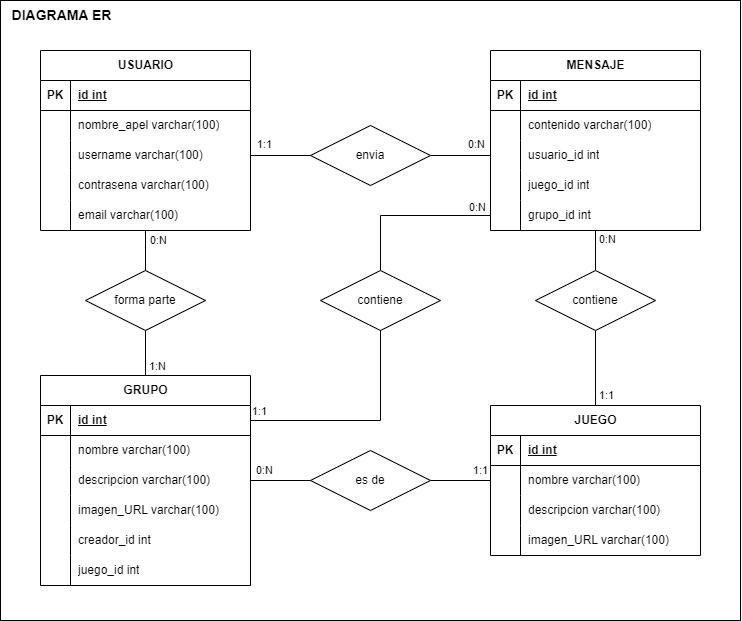 DIAGRAMA ER
USUARIO
PK id int
nombre_apel varchar(100)
username varchar(100)
contrasena varchar(100)
email varchar(100)
1:1
envia
0:N
MENSAJE
PK id int
contenido varchar(100)
usuario_id int
juego_id int
grupo_id int
0:N
forma parte
1:N
0:N
contiene
1:1
0:N
contiene
1:1
GRUPO
PK id int
nombre varchar(100)
descripcion varchar(100)
imagen_URL varchar(100)
creador_id int
juego_id int
0:N
es de
1:1
JUEGO
PK id int
nombre varchar(100)
descripcion varchar(100)
imagen_URL varchar(100)